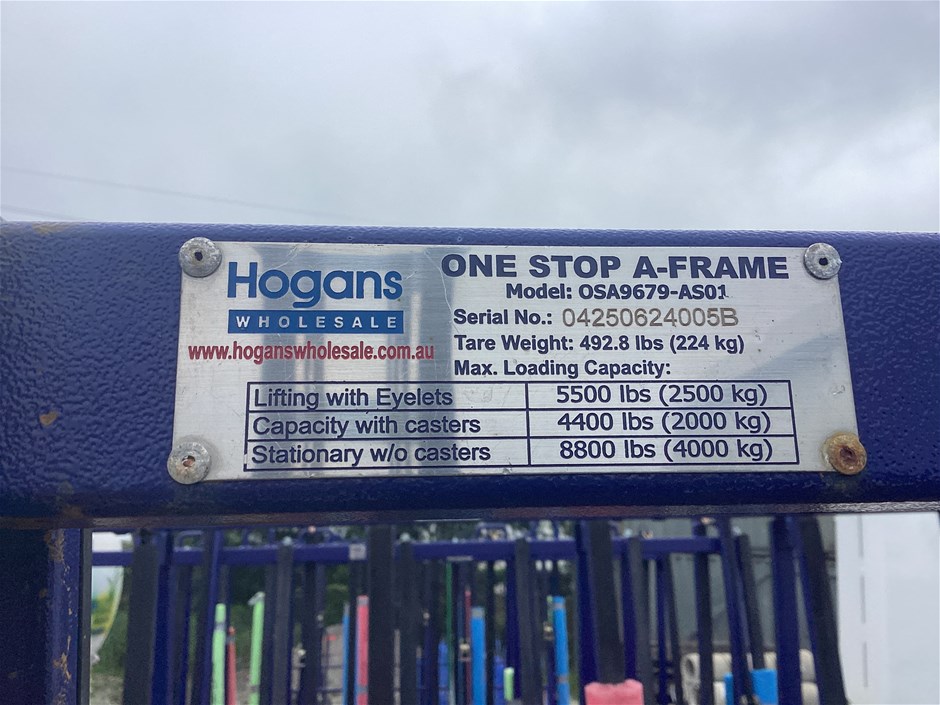 Hogans
WHOLESALE
www.hoganswholesale.com.au
ONE STOP A-FRAME
Model: OSA9679-AS01
Serial No.: 04250624005B
Tare Weight: 492.8 lbs (224 kg)
Max. Loading Capacity:
Lifting with Eyelets 5500 lbs (2500 kg)
Capacity with casters 4400 lbs (2000 kg)
Stationary w/o casters 8800 lbs (4000 kg)